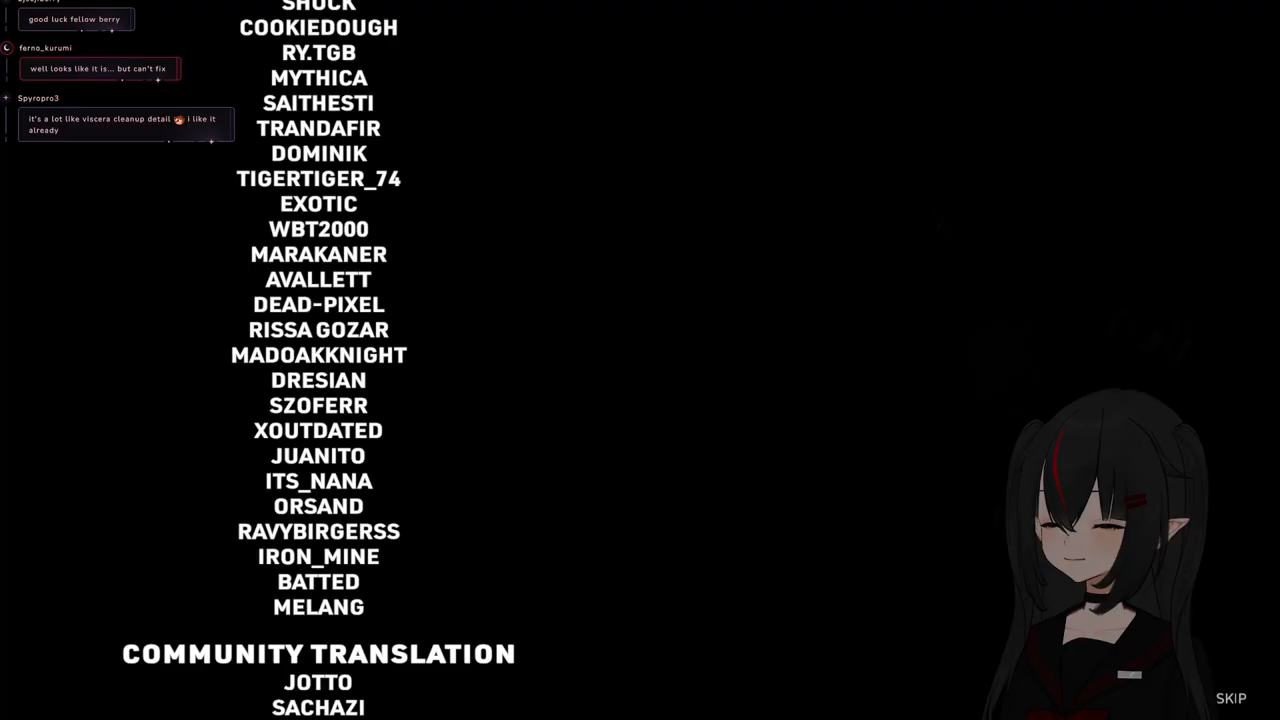 good luck fellow berry
ferno_kurumi
well looks like it is... but can't fix
Spyropro3
it's a lot like viscera cleanup detail i like it
already
SHOCK
COOKIEDOUGH
RY.TGB
MYTHICA
SAITHESTI
TRANDAFIR
DOMINIK
TIGERTIGER_74
EXOTIC
WBT2000
MARAKANER
AVALLETT
DEAD-PIXEL
RISSA GOZAR
MADOAKKNIGHT
DRESIAN
SZOFERR
XOUTDATED
JUANITO
ITS_NANA
ORSAND
RAVYBIRGERSS
IRON_MINE
BATTED
MELANG
COMMUNITY TRANSLATION
JOTTO
SACHAZI
SKIP